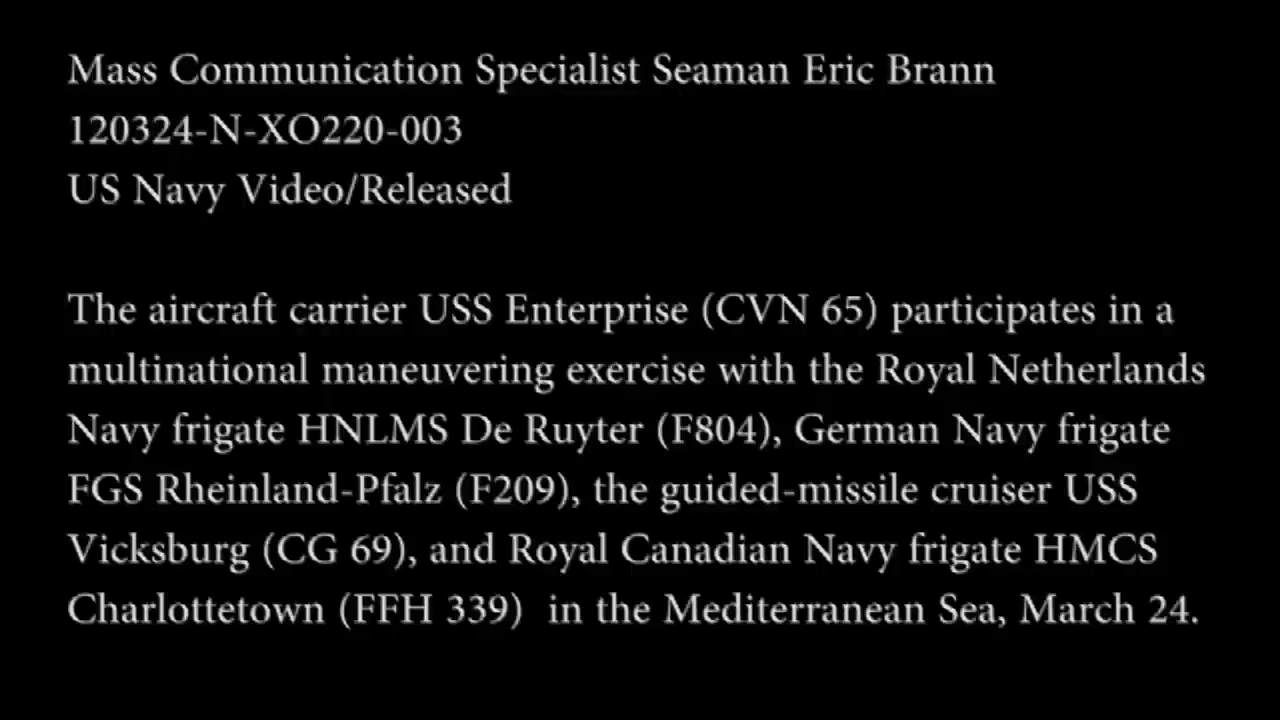 Mass Communication Specialist Seaman Eric Brann
120324-N-XO220-003
US Navy Video/Released
The aircraft carrier USS Enterprise (CVN 65) participates in a
multinational maneuvering exercise with the Royal Netherlands
Navy frigate HNLMS De Ruyter (F804), German Navy frigate
FGS Rheinland-Pfalz (F209), the guided-missile cruiser USS
Vicksburg (CG 69), and Royal Canadian Navy frigate HMCS
Charlottetown (FFH 339)  in the Mediterranean Sea, March 24.